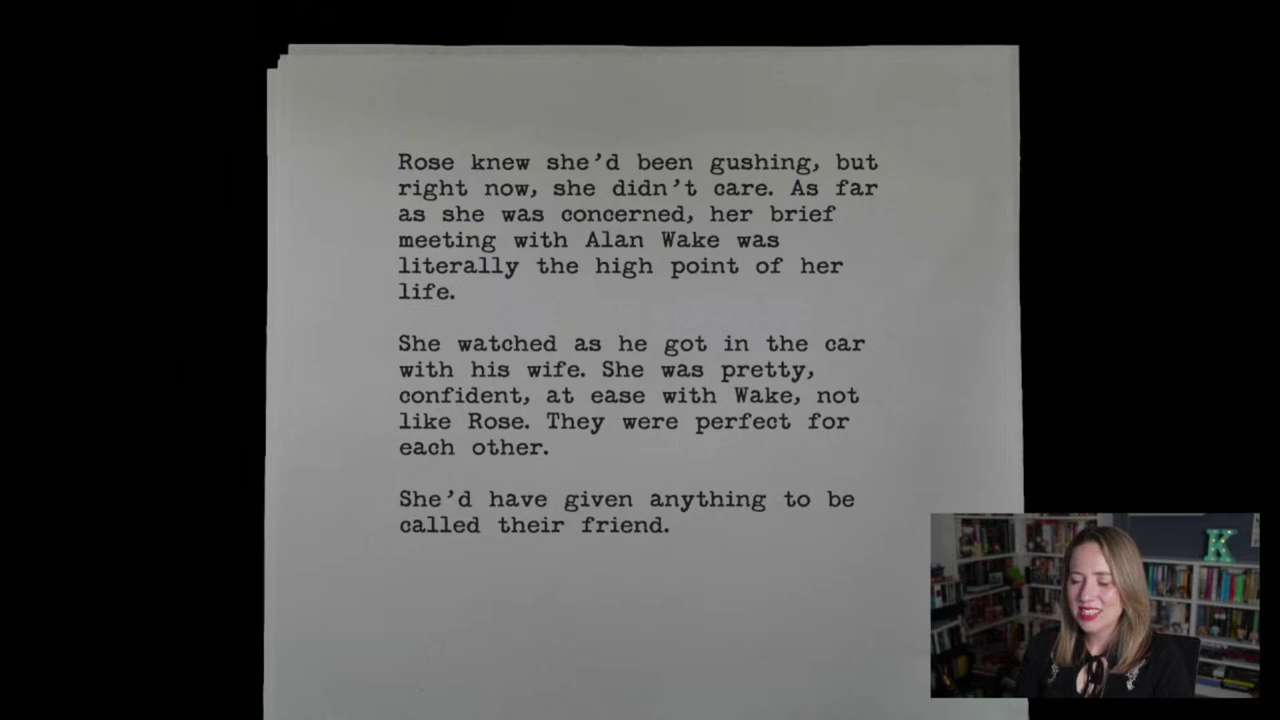 Rose knew she’d been gushing, but
right now, she didn’t care. As far
as she was concerned, her brief
meeting with Alan Wake was
literally the high point of her
life.
She watched as he got in the car
with his wife. She was pretty,
confident, at ease with Wake, not
like Rose. They were perfect for
each other.
She’d have given anything to be
called their friend.
K